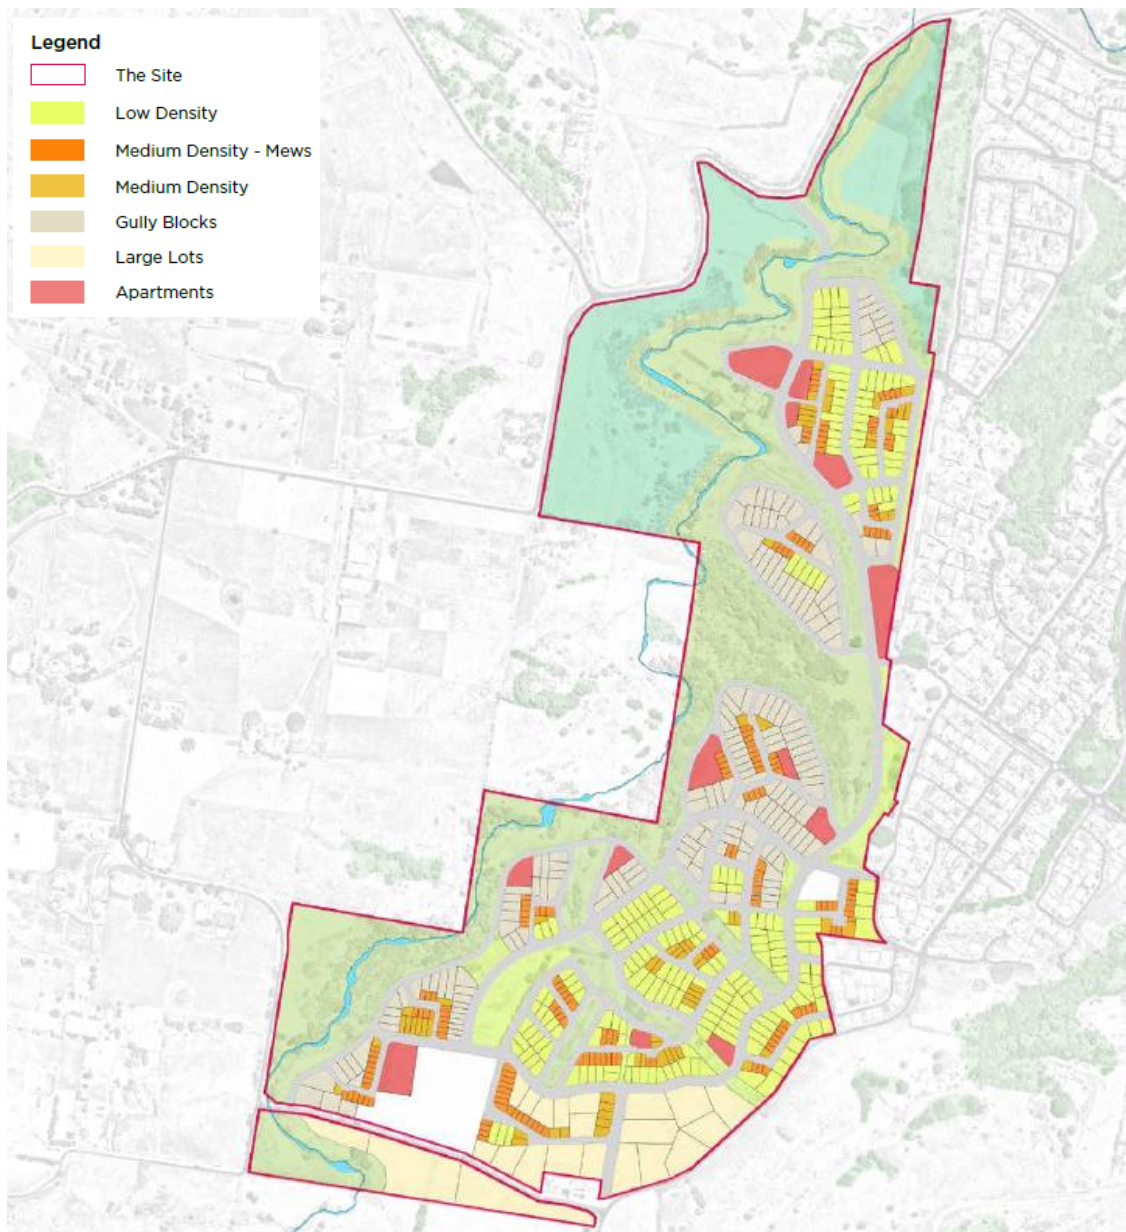 Legend
The Site
Low Density
Medium Density - Mews
Medium Density
Gully Blocks
Large Lots
Apartments